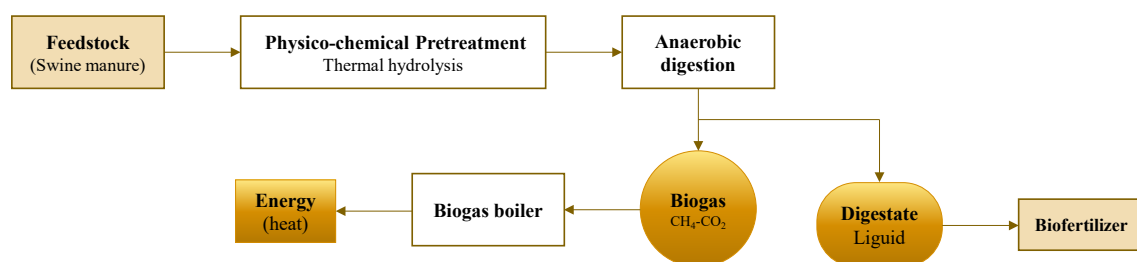 Feedstock
(Swine manure)
Physico-chemical Pretreatment
Thermal hydrolysis
Anaerobic
digestion
Energy
(heat)
Biogas boiler
Biogas
CH₄-CO₂
Digestate
Liguid
Biofertilizer